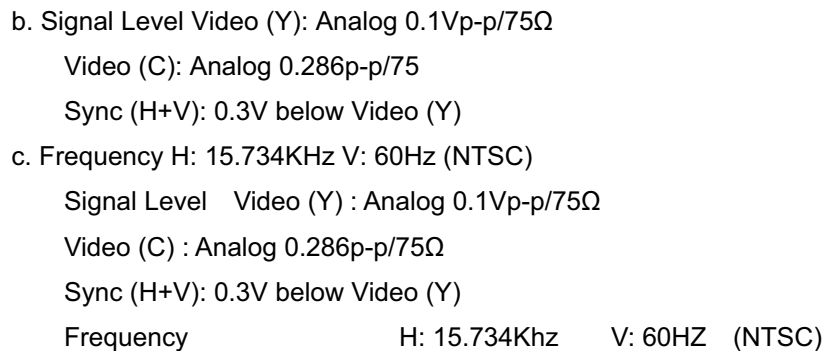 b. Signal Level Video (Y): Analog 0.1Vp-p/75Ω
Video (C): Analog 0.286p-p/75
Sync (H+V): 0.3V below Video (Y)
c. Frequency H: 15.734KHz V: 60Hz (NTSC)
Signal Level Video (Y) : Analog 0.1Vp-p/75Ω
Video (C) : Analog 0.286p-p/75Ω
Sync (H+V): 0.3V below Video (Y)
Frequency H: 15.734Khz V: 60HZ (NTSC)